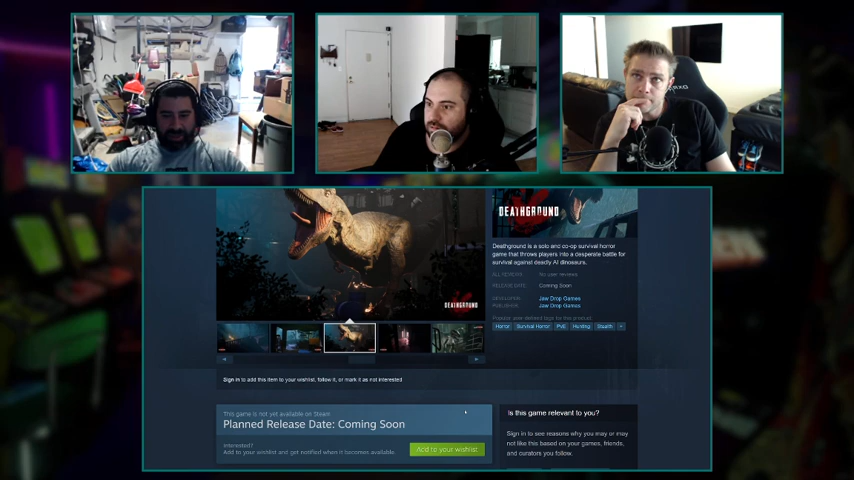 DEATHGROUND
Deathground is a solo and co-op survival horror
game that throws players into a desperate battle for
survival against deadly AI dinosaurs.
ALL REVIEWS: No user reviews
RELEASE DATE: Coming Soon
DEVELOPER: Jaw Drop Games
PUBLISHER: Jaw Drop Games
Popular user-defined tags for this product:
Horror Survival Horror PVE Hunting Stealth +
DEATHGROUND
Sign in to add this item to your wishlist, follow it, or mark it as not interested
This game is not yet available on Steam
Planned Release Date: Coming Soon
Interested?
Add to your wishlist and get notified when it becomes available.
Add to your wishlist
Is this game relevant to you?
Sign in to see reasons why you may or may
not like this based on your games, friends,
and curators you follow.